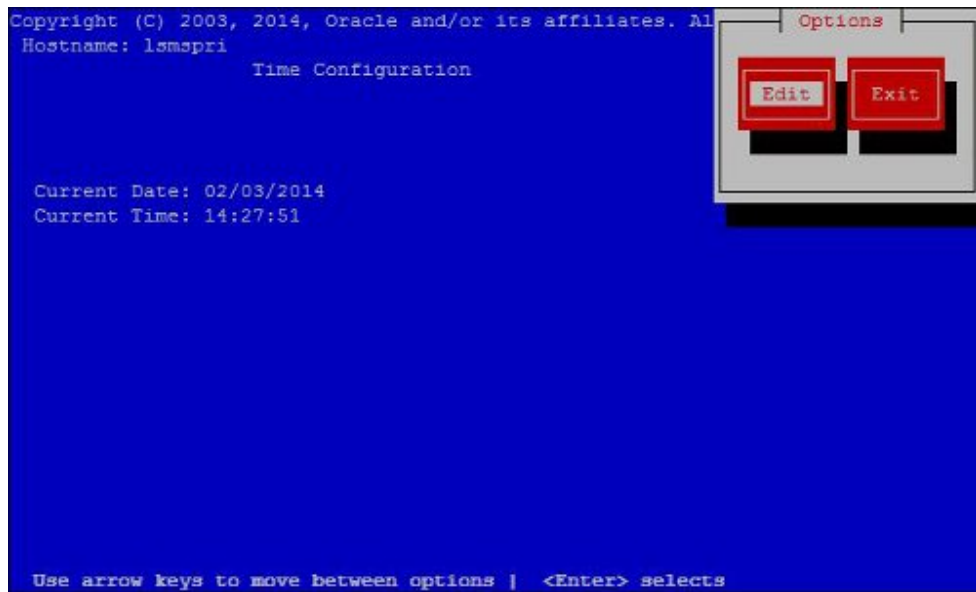 Copyright (C) 2003, 2014, Oracle and/or its affiliates. Al
Options
Hostname: lsmspri
Time Configuration
Edit
Exit
Current Date: 02/03/2014
Current Time: 14:27:51
Use arrow keys to move between options | <Enter> selects